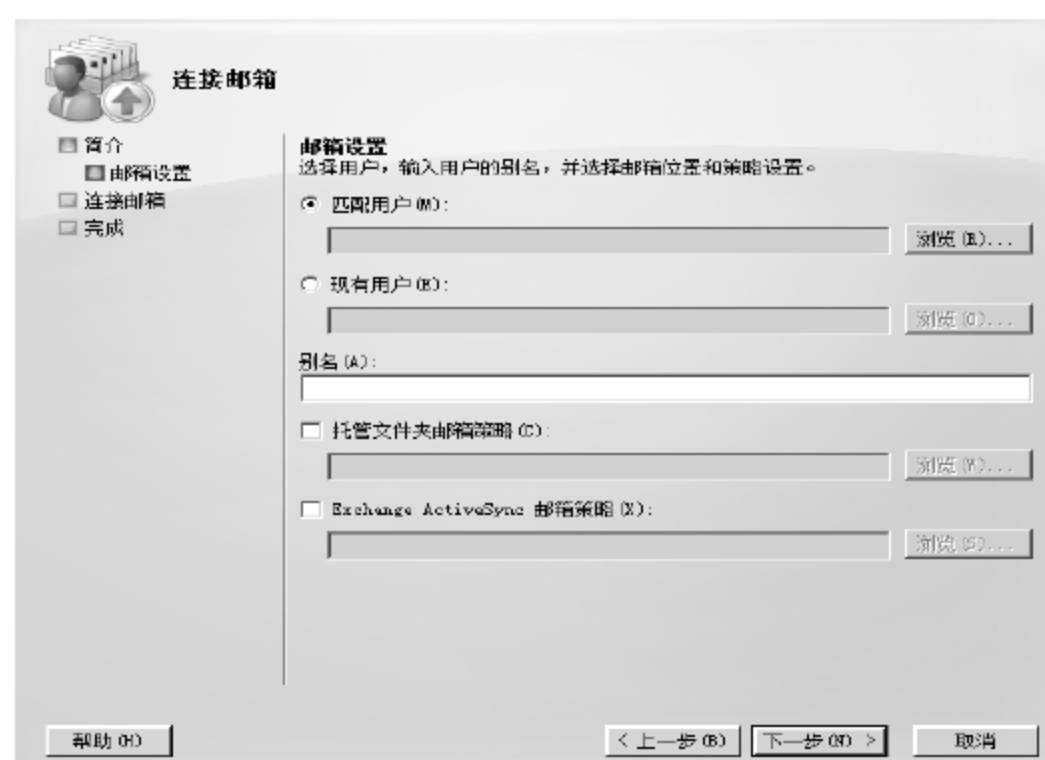 连接邮箱
简介
邮箱设置
连接邮箱
完成
邮箱设置
选择用户，输入用户的别名，并选择邮箱位置和策略设置。
匹配用户(M):
浏览(R)...
现有用户(E):
浏览(O)...
别名(A):
托管文件夹邮箱策略(C):
浏览(W)...
Exchange ActiveSync 邮箱策略(X):
浏览(S)...
帮助(H)
< 上一步(B)
下一步(N) >
取消